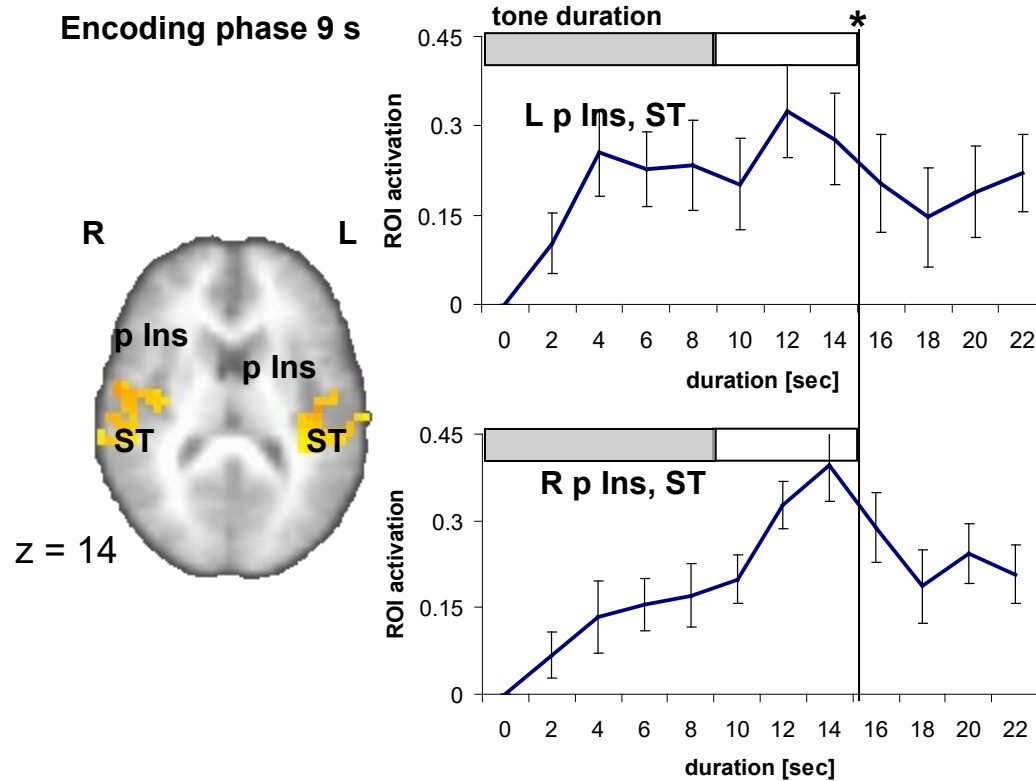 Encoding phase 9 s
tone duration
*
0.45
0.3
0.15
0
ROI activation
L p Ins, ST
0 2 4 6 8 10 12 14 16 18 20 22
duration [sec]
R
L
p Ins
p Ins
ST
ST
z = 14
0.45
0.3
0.15
0
ROI activation
R p Ins, ST
0 2 4 6 8 10 12 14 16 18 20 22
duration [sec]